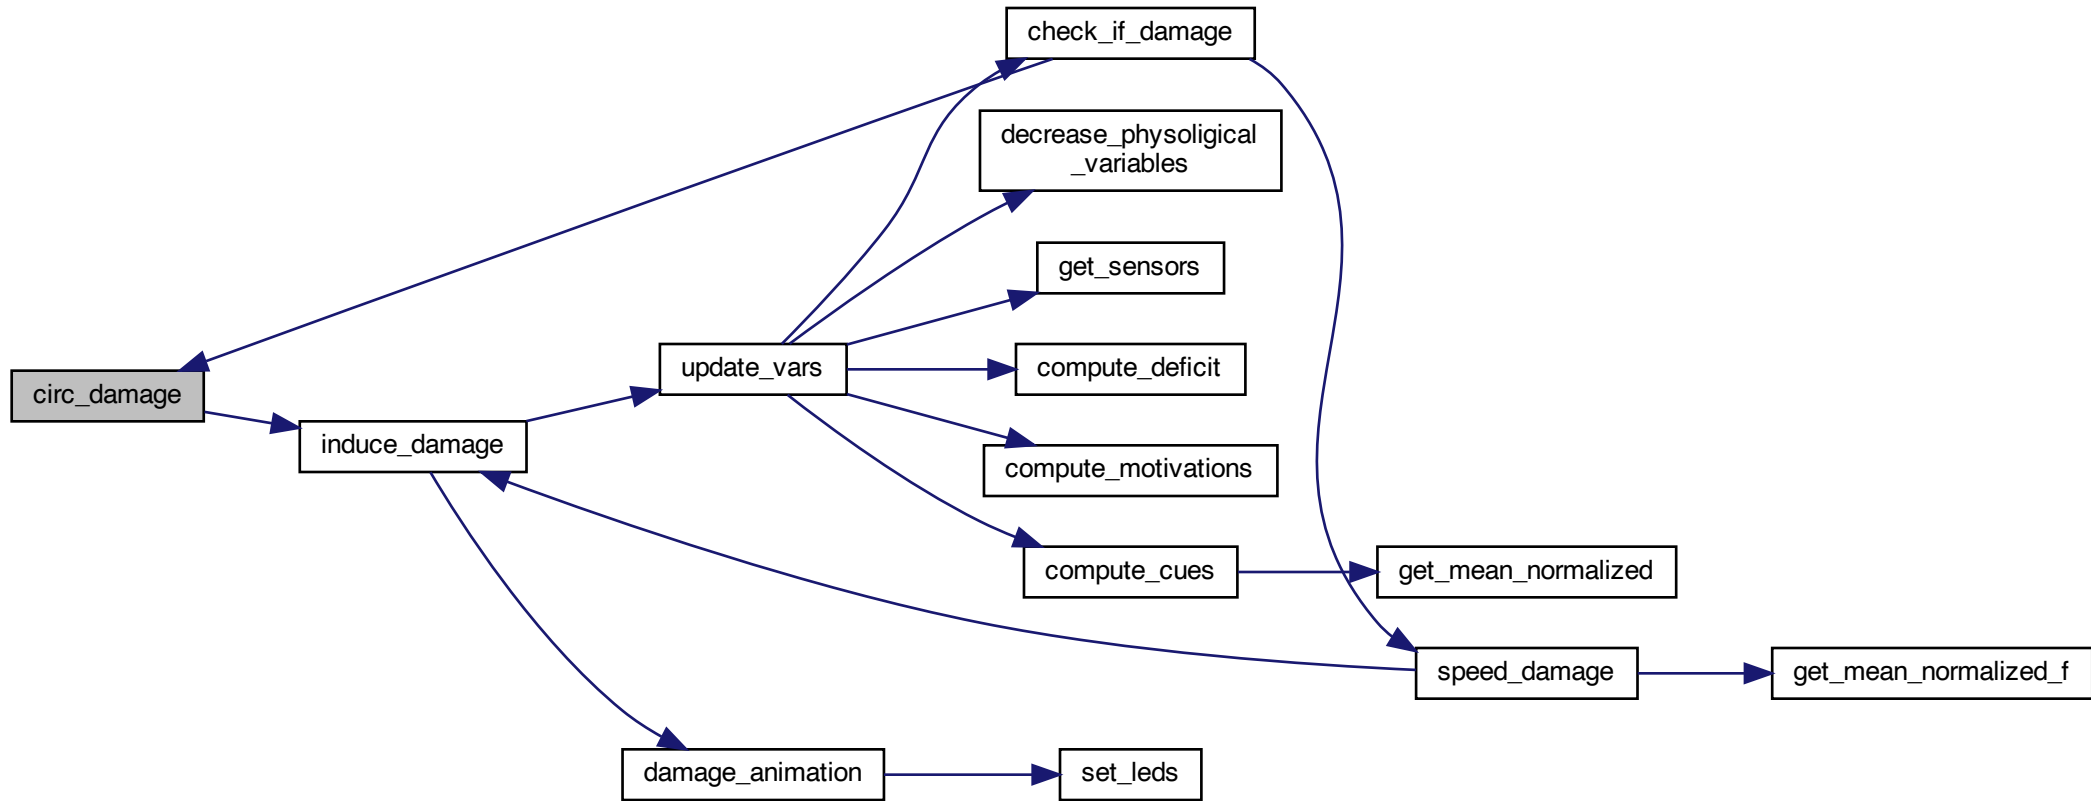 check_if_damage
decrease_physoligical
_variables
get_sensors
update_vars
compute_deficit
circ_damage
induce_damage
compute_motivations
compute_cues
get_mean_normalized
speed_damage
get_mean_normalized_f
damage_animation
set_leds